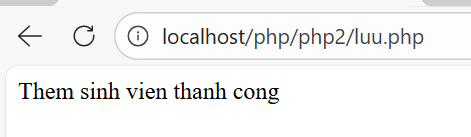 localhost/php/php2/luu.php
Them sinh vien thanh cong